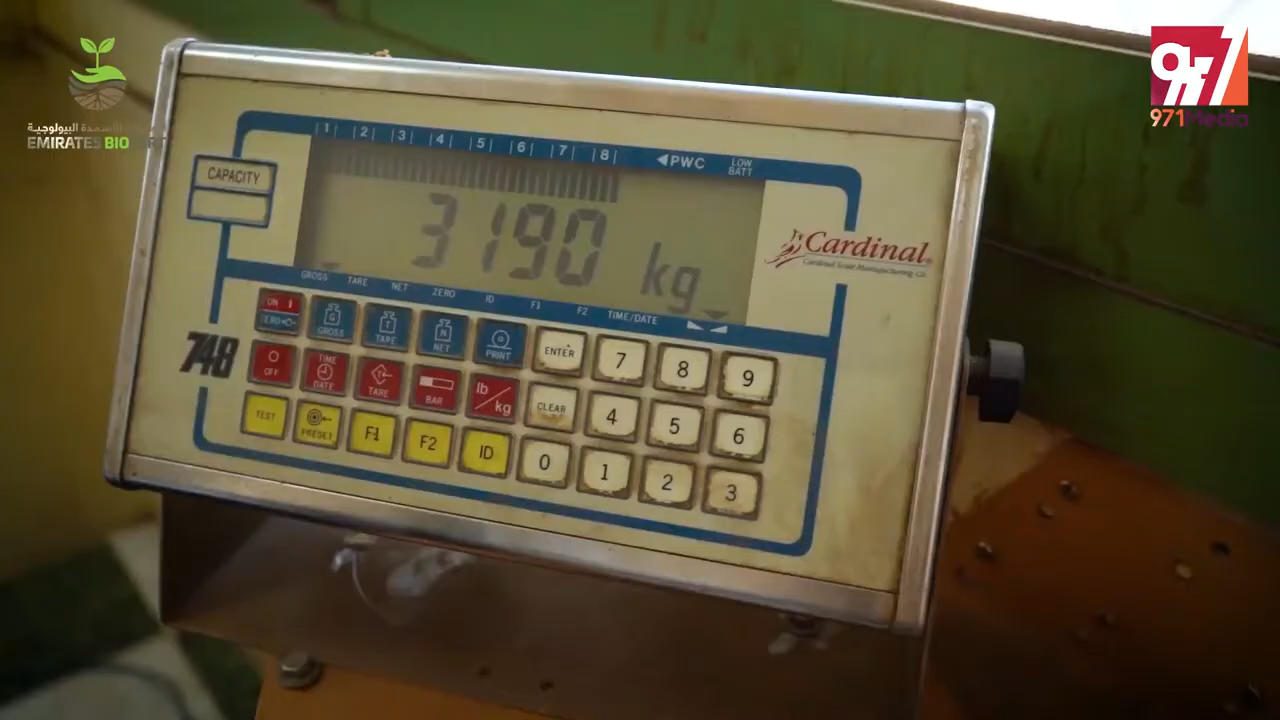 الأسمدة البيولوجية
EMIRATES BIO
971
971Media
1 2 3 4 5 6 7 8 ◀PWC LOW BATT
CAPACITY
3190 kg
Cardinal®
Cardinal Scale Manufacturing Co.
GROSS TARE NET ZERO ID F1 F2 TIME/DATE
748
ON ZERO
G GROSS
T TARE
N NET
PRINT
ENTER
7 8 9
OFF
TIME DATE
T TARE
BAR
lb/kg
CLEAR
4 5 6
TEST
PRESET
F1
F2
ID
0 1 2 3